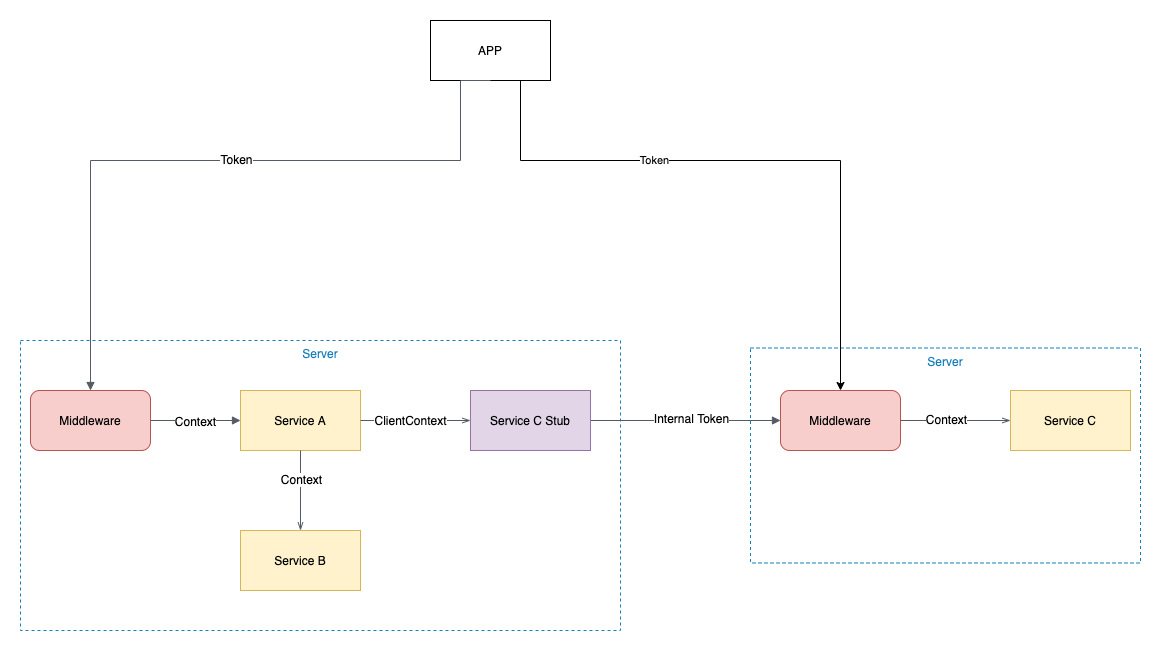 APP
Token
Token
Server
Server
Middleware
Context
Service A
ClientContext
Service C Stub
Internal Token
Middleware
Context
Service C
Context
Service B